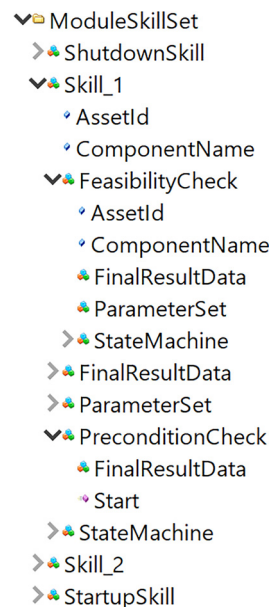 ModuleSkillSet
ShutdownSkill
Skill_1
AssetId
ComponentName
FeasibilityCheck
AssetId
ComponentName
FinalResultData
ParameterSet
StateMachine
FinalResultData
ParameterSet
PreconditionCheck
FinalResultData
Start
StateMachine
Skill_2
StartupSkill